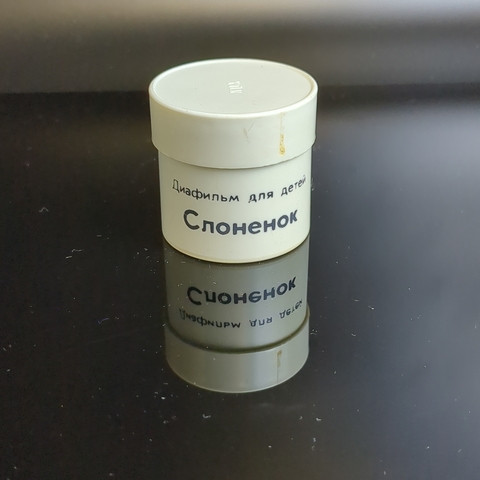 Диафильм для детей
Слоненок